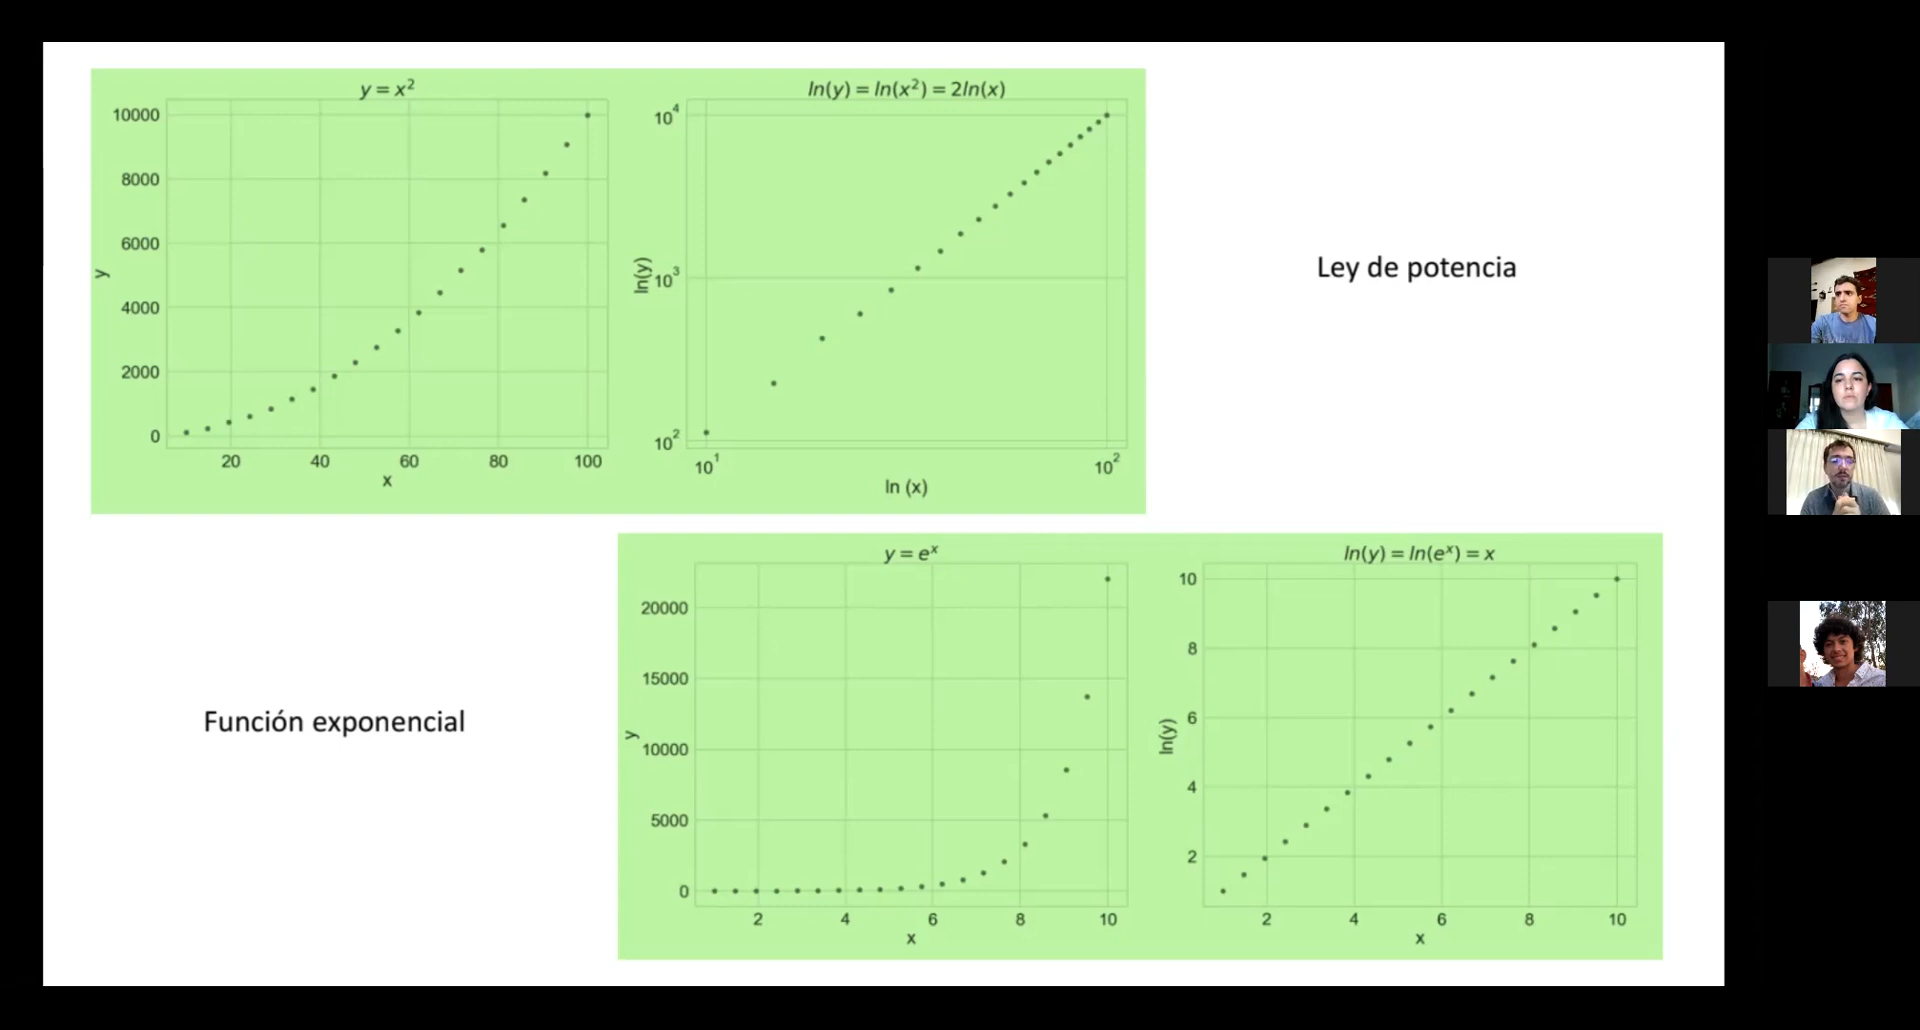 y = x²
10000
8000
6000
4000
2000
0
y
20 40 60 80 100
x
ln(y) = ln(x²) = 2ln(x)
10⁴
10³
10²
ln(y)
10¹ 10²
ln (x)
Ley de potencia
Función exponencial
y = eˣ
20000
15000
10000
5000
0
y
2 4 6 8 10
x
ln(y) = ln(eˣ) = x
10
8
6
4
2
ln(y)
2 4 6 8 10
x